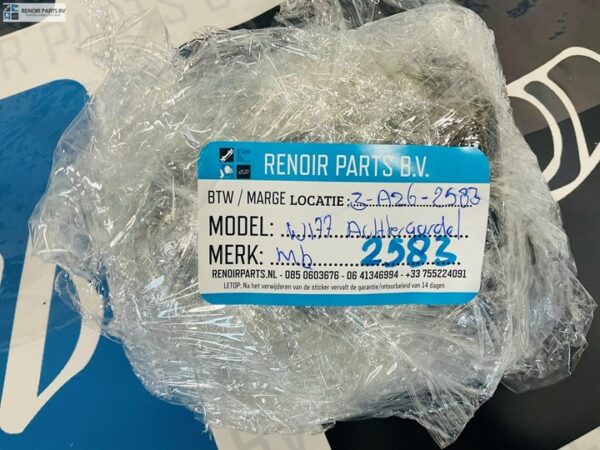 RENOIR PARTS BV
RENOIR PARTS B.V.
BTW / MARGE LOCATIE: 3-A26-2583
MODEL: W177 Achtergordel
MERK: Mb 2583
RENOIRPARTS.NL - 085 0603676 - 06 41346994 - +33 755224091
LETOP: Na het verwijderen van de sticker vervalt de garantie/retourbeleid van 14 dagen